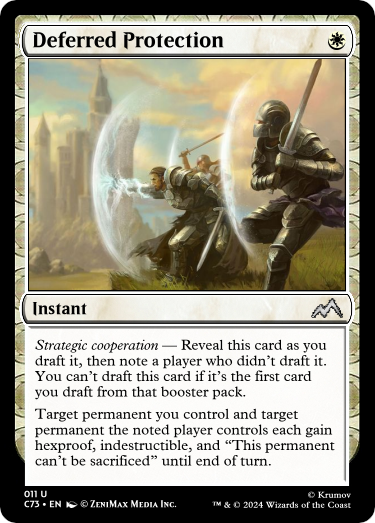 Deferred Protection
Instant
Strategic cooperation — Reveal this card as you
draft it, then note a player who didn’t draft it.
You can’t draft this card if it’s the first card
you draft from that booster pack.
Target permanent you control and target
permanent the noted player controls each gain
hexproof, indestructible, and “This permanent
can’t be sacrificed” until end of turn.
011 U
C73 • EN © ZeniMax Media Inc.
© Krumov
™ & © 2024 Wizards of the Coast